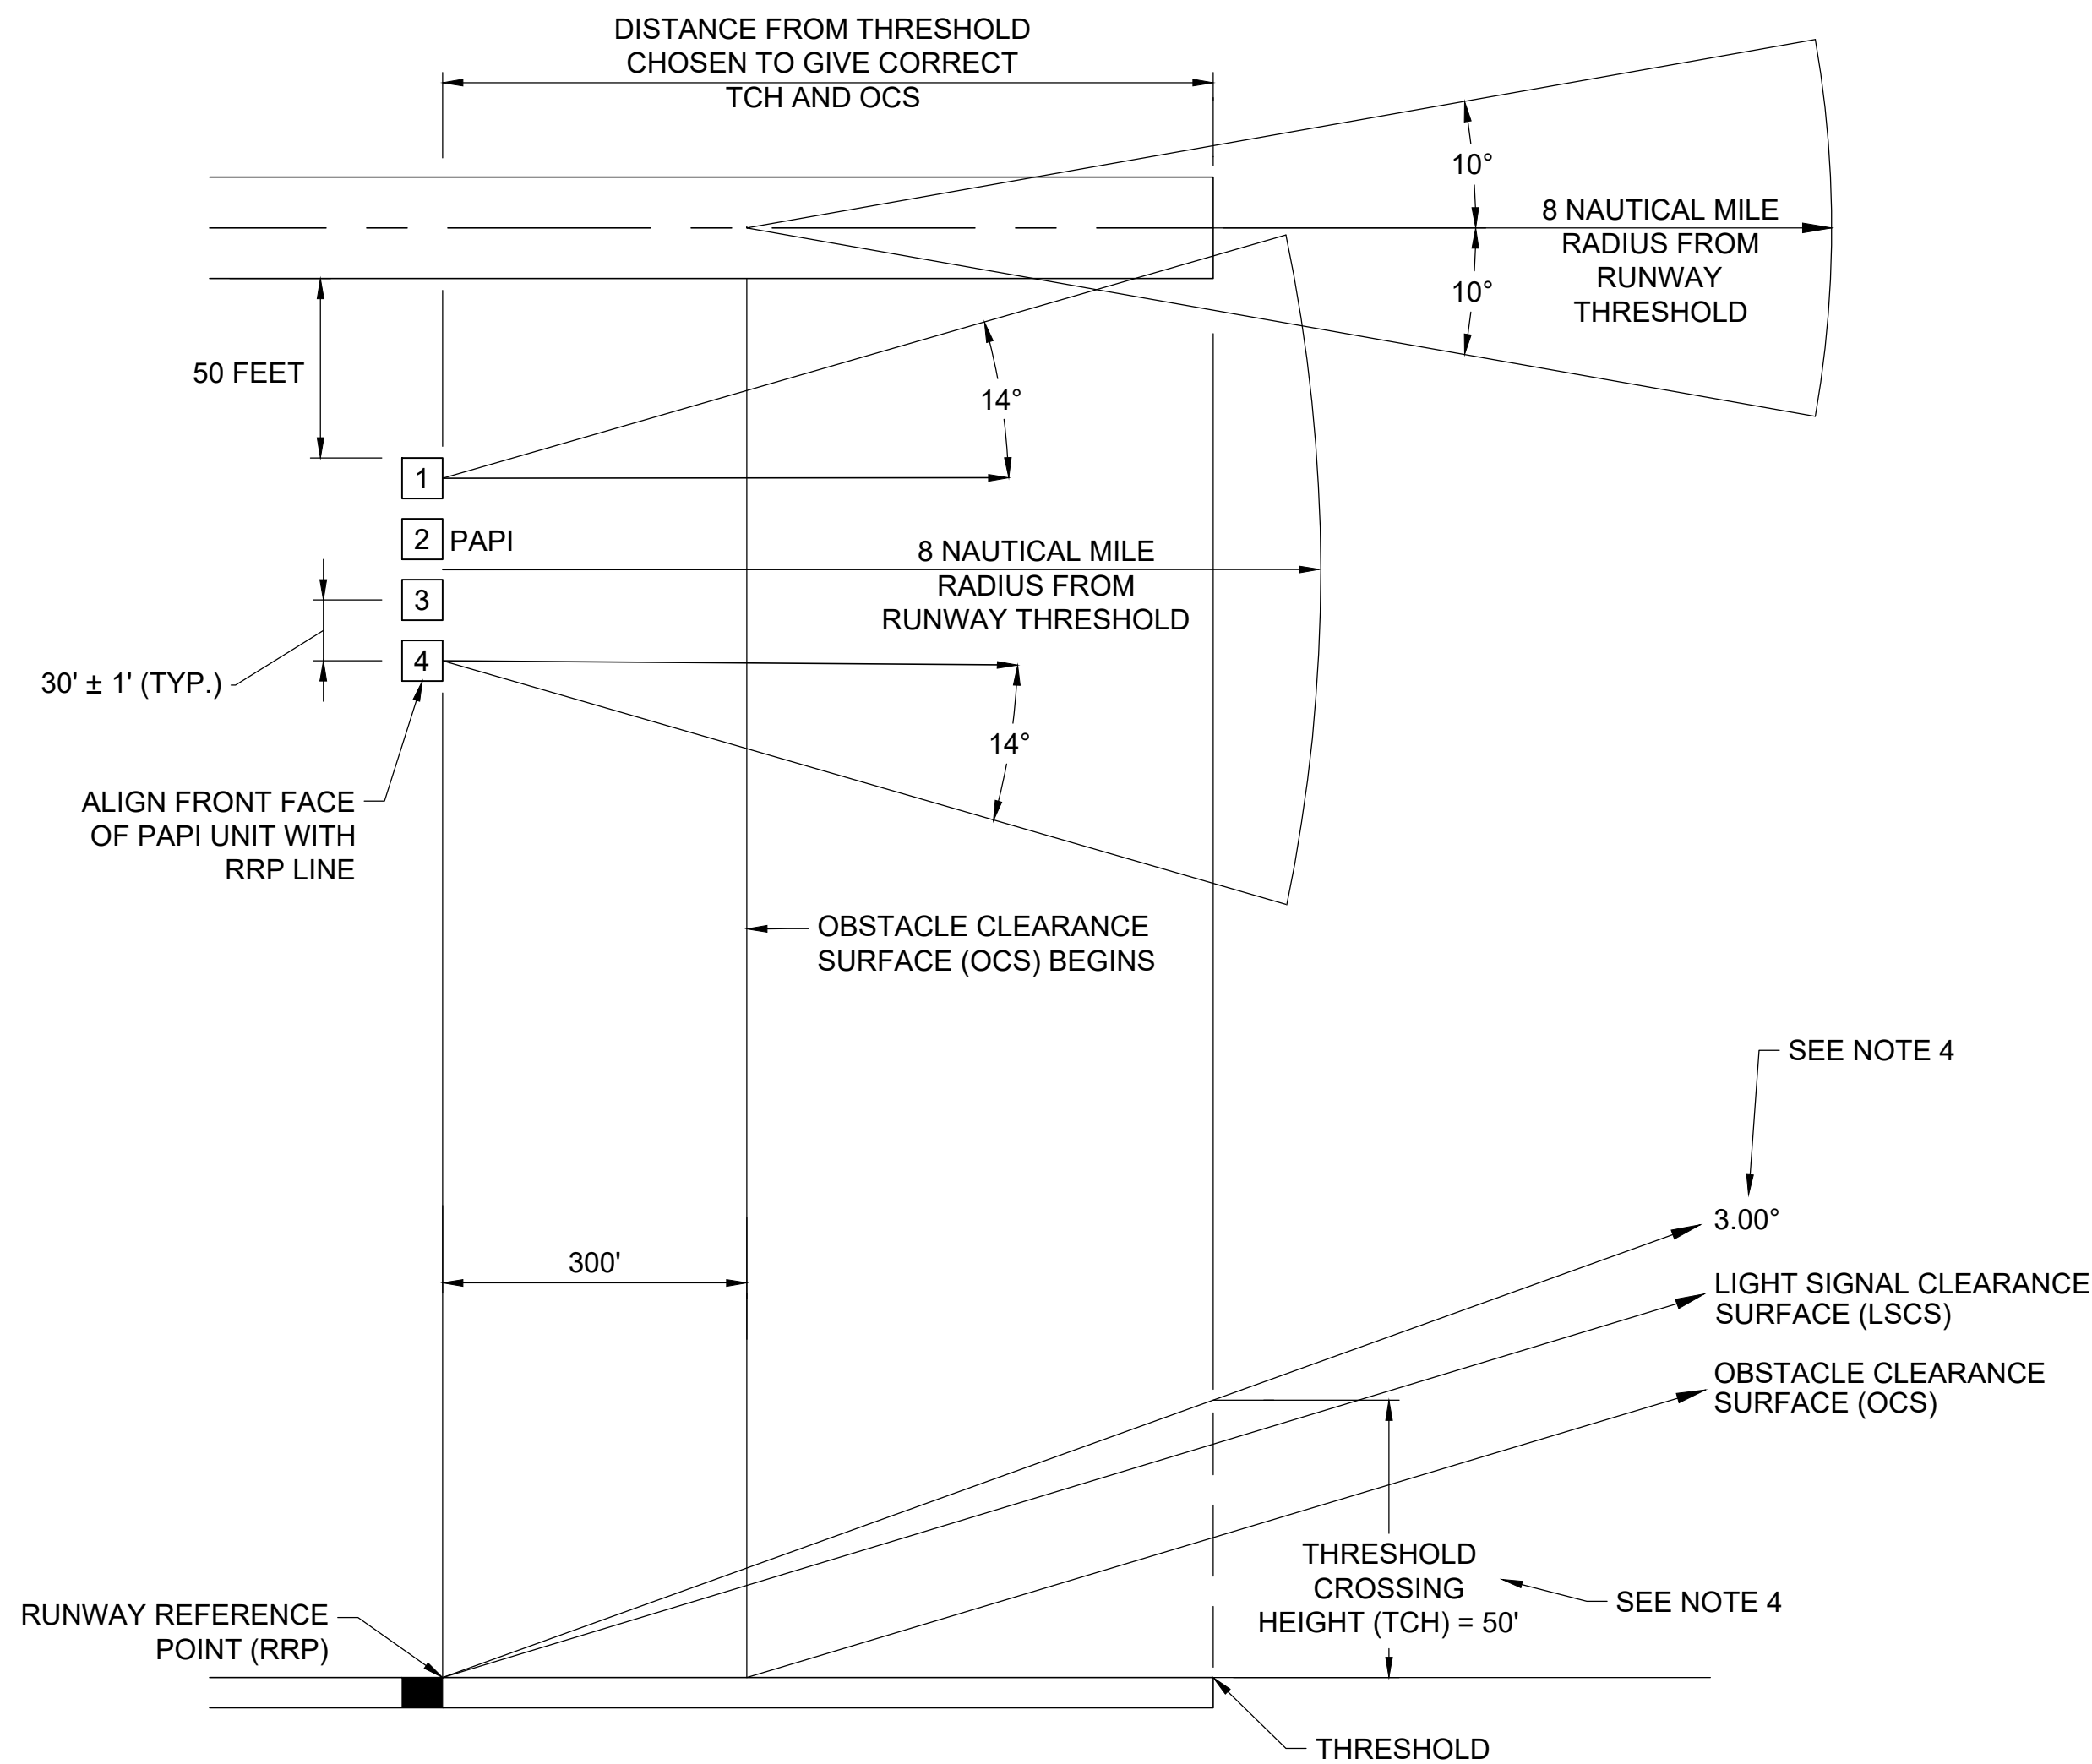 DISTANCE FROM THRESHOLD
CHOSEN TO GIVE CORRECT
TCH AND OCS
10°
8 NAUTICAL MILE
RADIUS FROM
RUNWAY
THRESHOLD
10°
50 FEET
14°
1
2
PAPI
3
4
8 NAUTICAL MILE
RADIUS FROM
RUNWAY THRESHOLD
30' ± 1' (TYP.)
14°
ALIGN FRONT FACE
OF PAPI UNIT WITH
RRP LINE
OBSTACLE CLEARANCE
SURFACE (OCS) BEGINS
SEE NOTE 4
3.00°
300'
LIGHT SIGNAL CLEARANCE
SURFACE (LSCS)
OBSTACLE CLEARANCE
SURFACE (OCS)
THRESHOLD
CROSSING
HEIGHT (TCH) = 50'
SEE NOTE 4
RUNWAY REFERENCE
POINT (RRP)
THRESHOLD